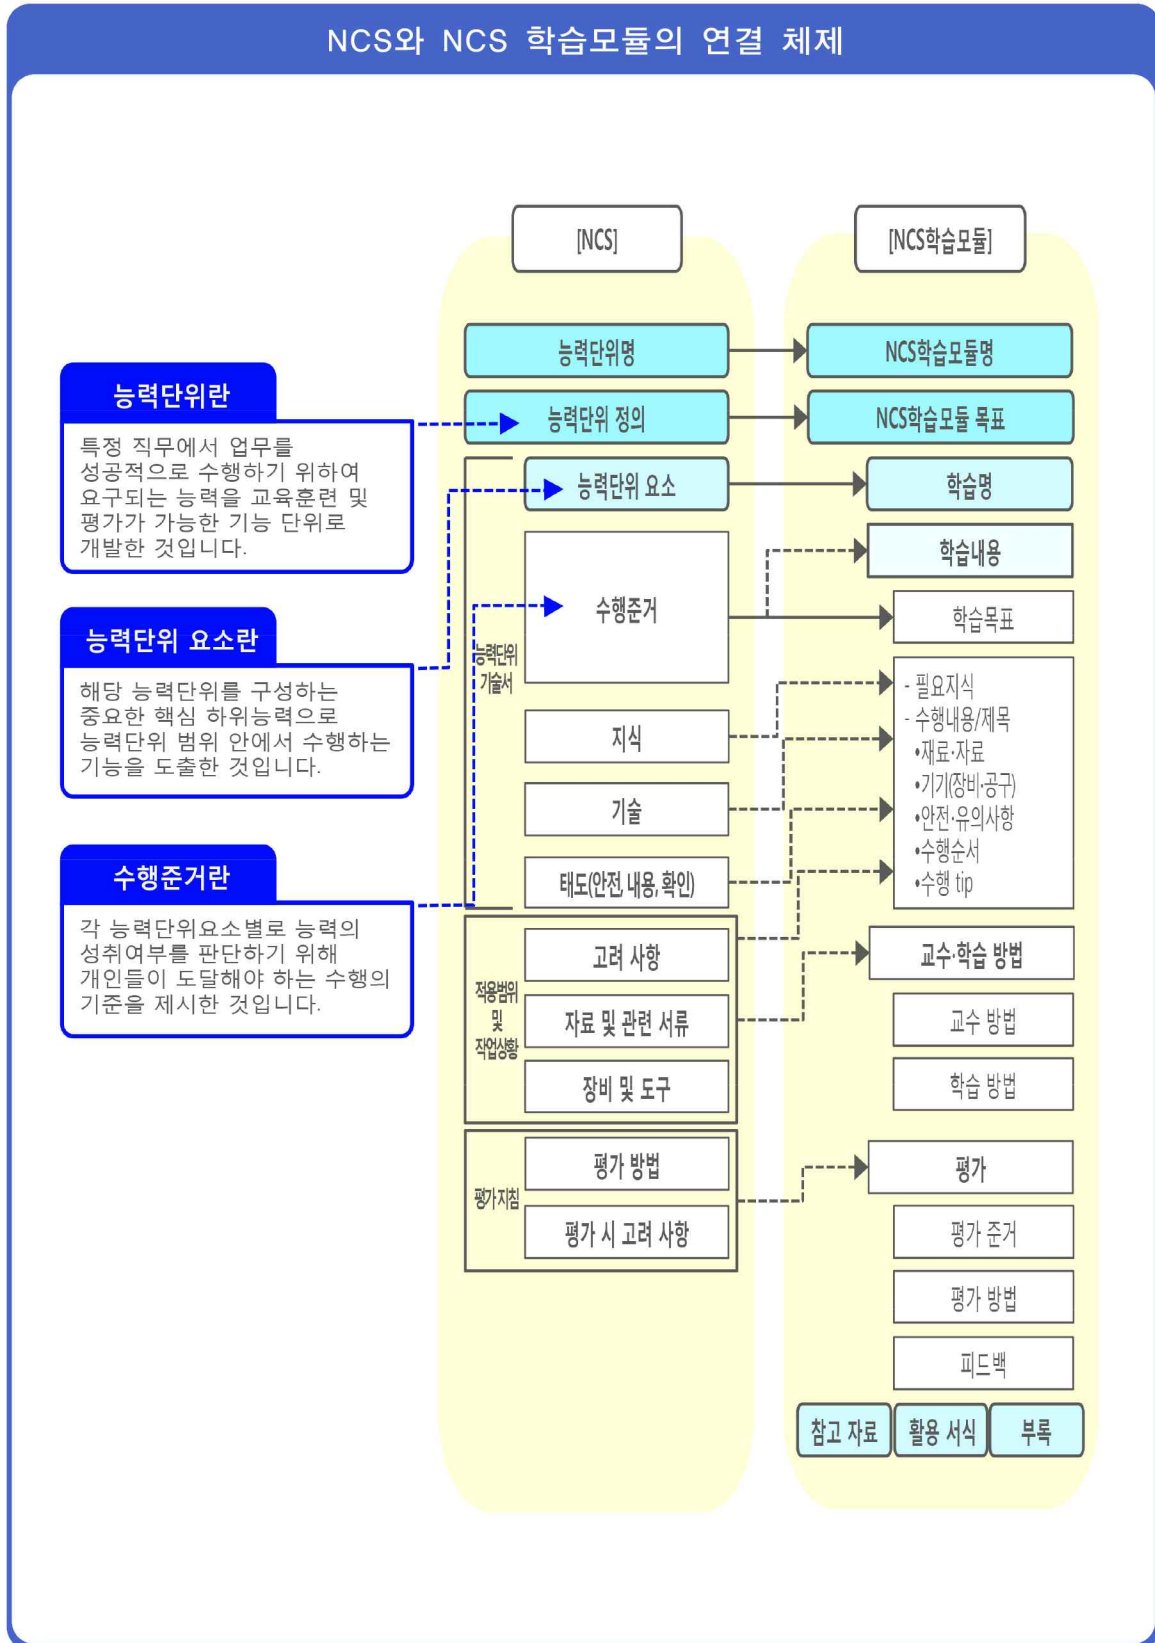 NCS와 NCS 학습모듈의 연결 체제
능력단위란
특정 직무에서 업무를
성공적으로 수행하기 위하여
요구되는 능력을 교육훈련 및
평가가 가능한 기능 단위로
개발한 것입니다.
능력단위 요소란
해당 능력단위를 구성하는
중요한 핵심 하위능력으로
능력단위 범위 안에서 수행하는
기능을 도출한 것입니다.
수행준거란
각 능력단위요소별로 능력의
성취여부를 판단하기 위해
개인들이 도달해야 하는 수행의
기준을 제시한 것입니다.
[NCS]
능력단위명
능력단위 정의
능력단위
기술서
능력단위 요소
수행준거
지식
기술
태도(안전, 내용, 확인)
적용범위
및
작업상황
고려 사항
자료 및 관련 서류
장비 및 도구
평가 지침
평가 방법
평가 시 고려 사항
[NCS학습모듈]
NCS학습모듈명
NCS학습모듈 목표
학습명
학습내용
학습목표
- 필요지식
- 수행내용/제목
•재료·자료
•기기(장비·공구)
•안전·유의사항
•수행순서
•수행 tip
교수·학습 방법
교수 방법
학습 방법
평가
평가 준거
평가 방법
피드백
참고 자료
활용 서식
부록